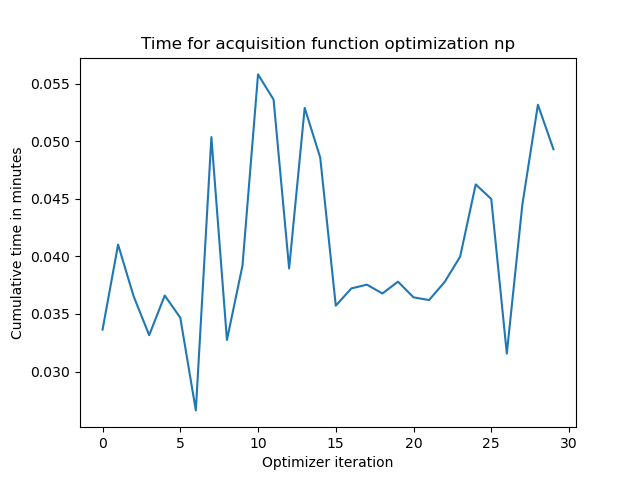 Time for acquisition function optimization np
0.055
0.050
0.045
0.040
0.035
0.030
Cumulative time in minutes
0 5 10 15 20 25 30
Optimizer iteration